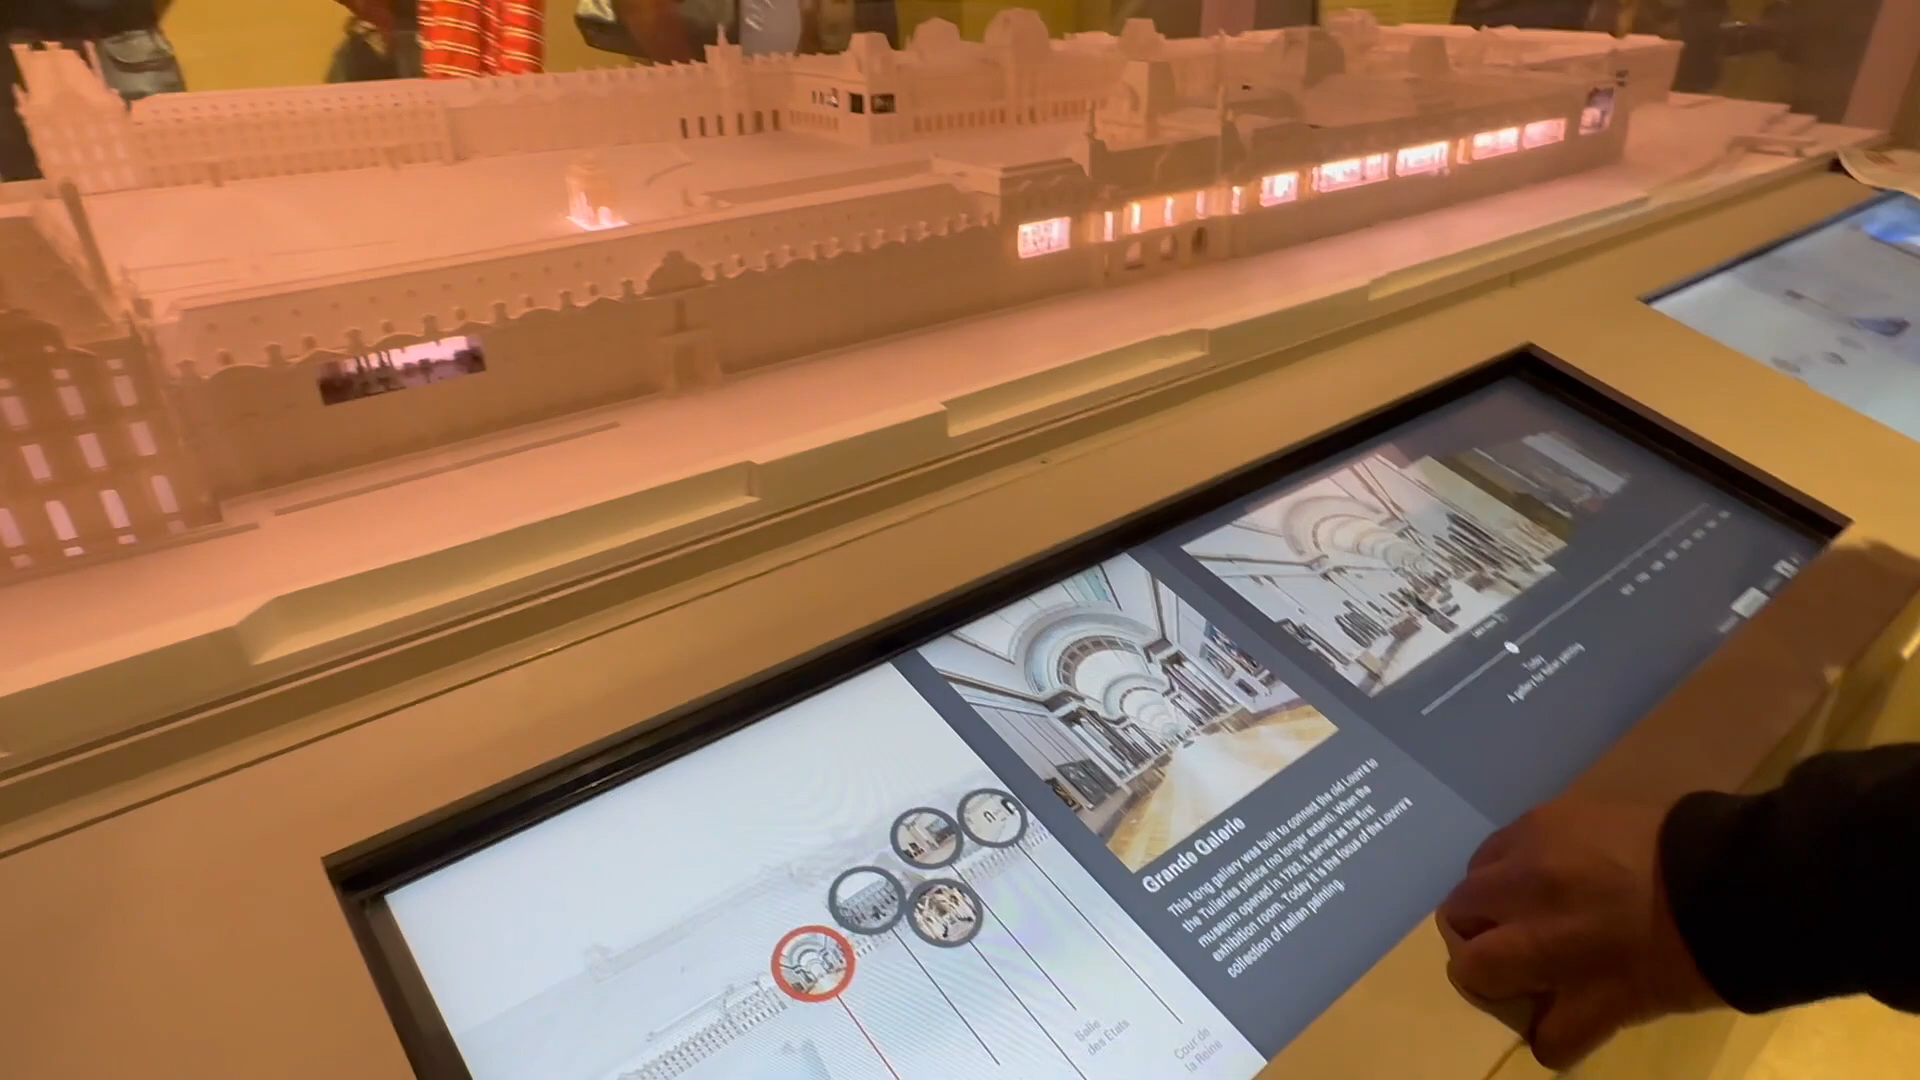 Grande Galerie
This long gallery was built to connect the old Louvre to
the Tuileries palace (no longer extant). When the
museum opened in 1793, it served as the first
exhibition room. Today it is the focus of the Louvre's
collection of Italian painting.
Today
A gallery for Italian painting
Salle
des États
Cour de
la Reine